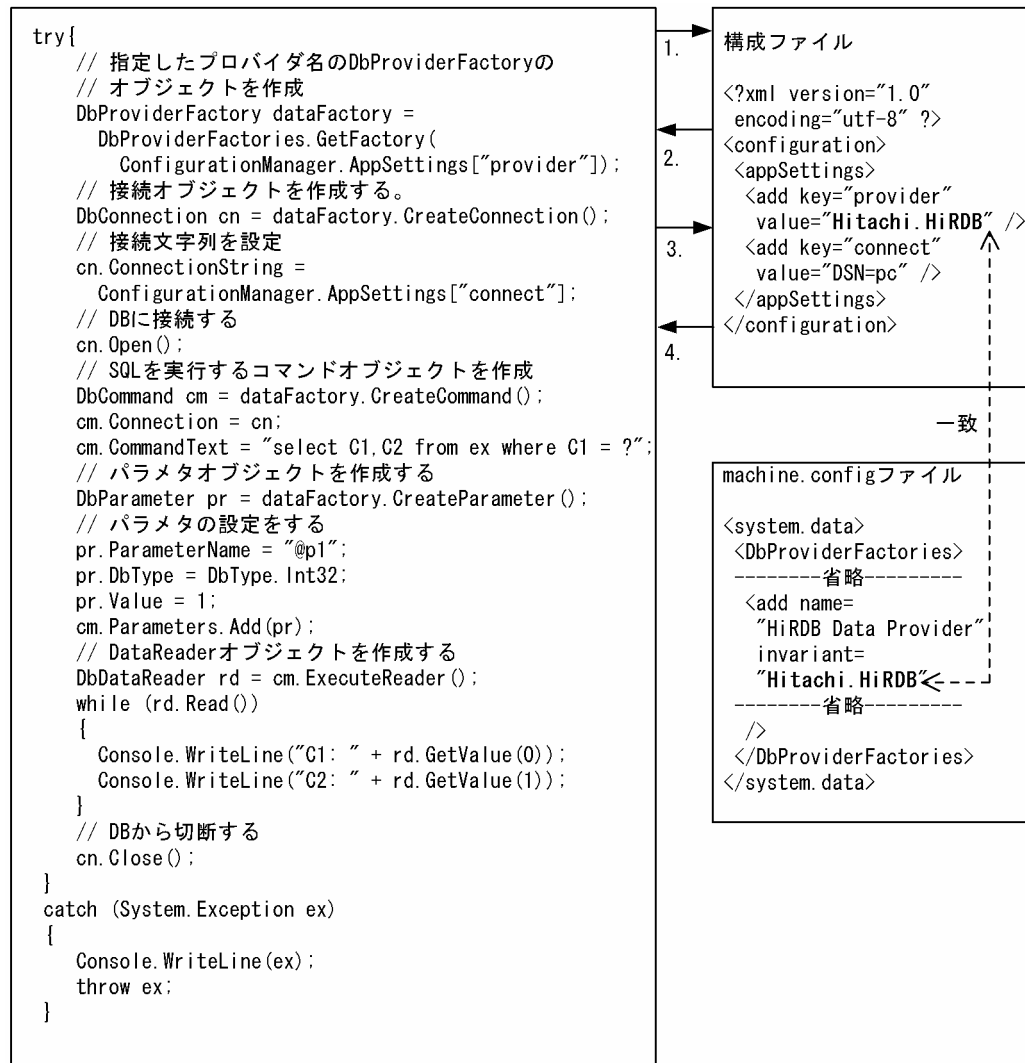 try{
// 指定したプロバイダ名のDbProviderFactoryの
// オブジェクトを作成
DbProviderFactory dataFactory =
DbProviderFactories.GetFactory(
ConfigurationManager.AppSettings["provider"]);
// 接続オブジェクトを作成する。
DbConnection cn = dataFactory.CreateConnection();
// 接続文字列を設定
cn.ConnectionString =
ConfigurationManager.AppSettings["connect"];
// DBに接続する
cn.Open();
// SQLを実行するコマンドオブジェクトを作成
DbCommand cm = dataFactory.CreateCommand();
cm.Connection = cn;
cm.CommandText = "select C1,C2 from ex where C1 = ?";
// パラメタオブジェクトを作成する
DbParameter pr = dataFactory.CreateParameter();
// パラメタの設定をする
pr.ParameterName = "@p1";
pr.DbType = DbType.Int32;
pr.Value = 1;
cm.Parameters.Add(pr);
// DataReaderオブジェクトを作成する
DbDataReader rd = cm.ExecuteReader();
while (rd.Read())
{
Console.WriteLine("C1: " + rd.GetValue(0));
Console.WriteLine("C2: " + rd.GetValue(1));
}
// DBから切断する
cn.Close();
}
catch (System.Exception ex)
{
Console.WriteLine(ex);
throw ex;
}
1.
2.
3.
4.
構成ファイル
<?xml version="1.0"
encoding="utf-8" ?>
<configuration>
<appSettings>
<add key="provider"
value="Hitachi.HiRDB" />
<add key="connect"
value="DSN=pc" />
</appSettings>
</configuration>
一致
machine.configファイル
<system.data>
<DbProviderFactories>
--------省略---------
<add name=
"HiRDB Data Provider"
invariant=
"Hitachi.HiRDB"
--------省略---------
/>
</DbProviderFactories>
</system.data>